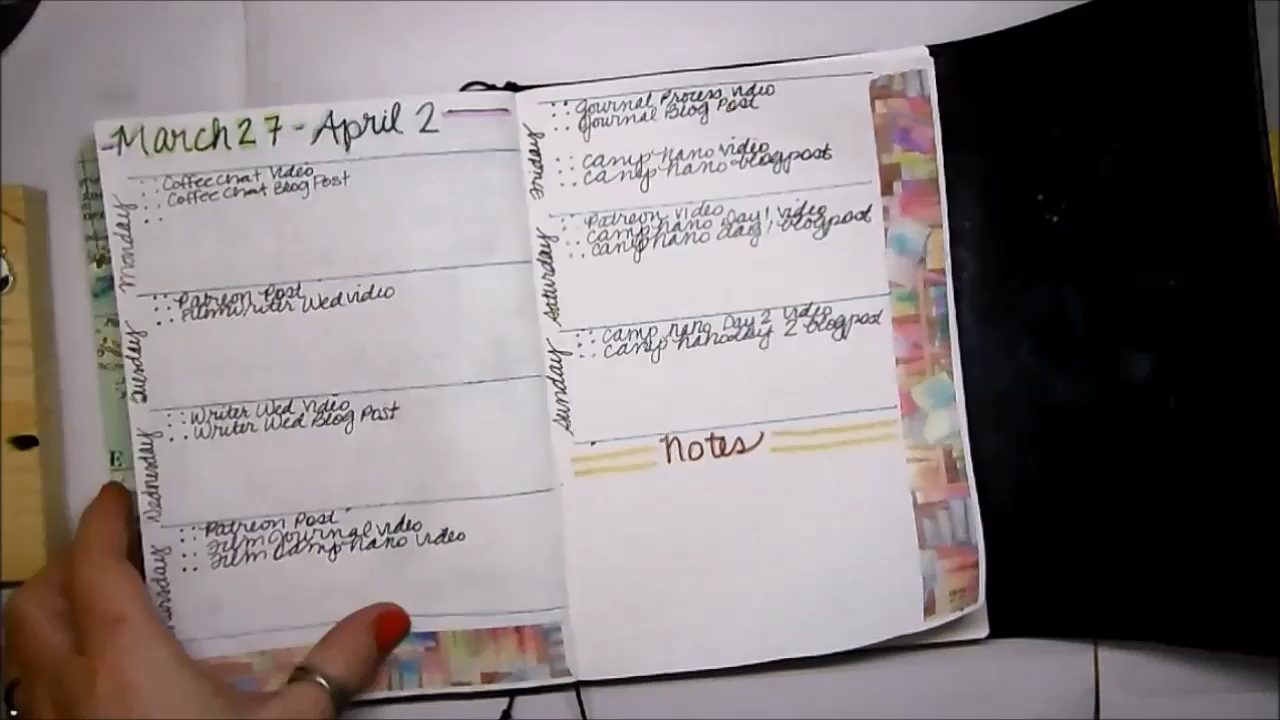 March 27 - April 2
Monday
Coffee chat Video
Coffee Chat Blog Post
Tuesday
Patreon Post
Film Writer Wed video
Wednesday
Writer Wed Video
Writer Wed Blog Post
Patreon Post
Film Journal Video
Film Camp nano video
Friday
Journal Process Video
Journal Blog Post
Camp nano video
camp nano blogpost
Saturday
Patreon Video
camp nano Day 1 video
camp nano day 1 blogpost
Sunday
camp nano Day 2 video
camp nano day 2 blogpost
Notes
E